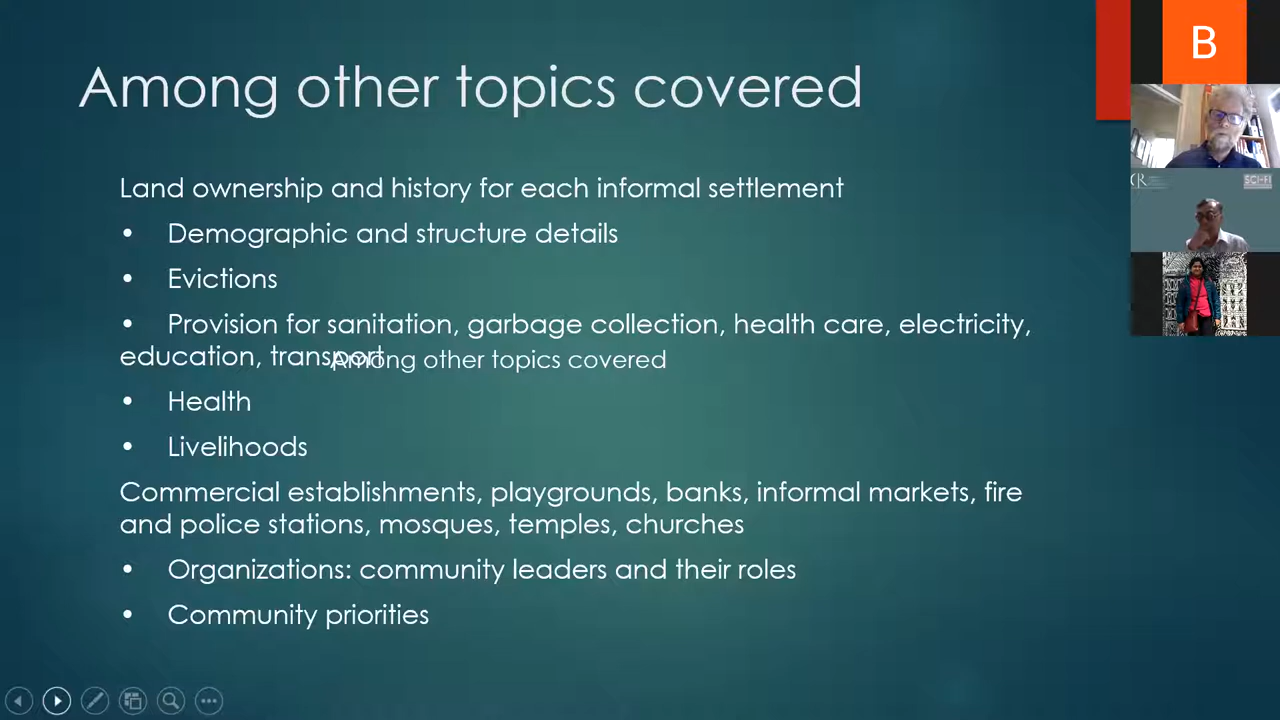 Among other topics covered
B
Land ownership and history for each informal settlement
• Demographic and structure details
• Evictions
• Provision for sanitation, garbage collection, health care, electricity,
education, transport
Among other topics covered
• Health
• Livelihoods
Commercial establishments, playgrounds, banks, informal markets, fire
and police stations, mosques, temples, churches
• Organizations: community leaders and their roles
• Community priorities
SCI-FI